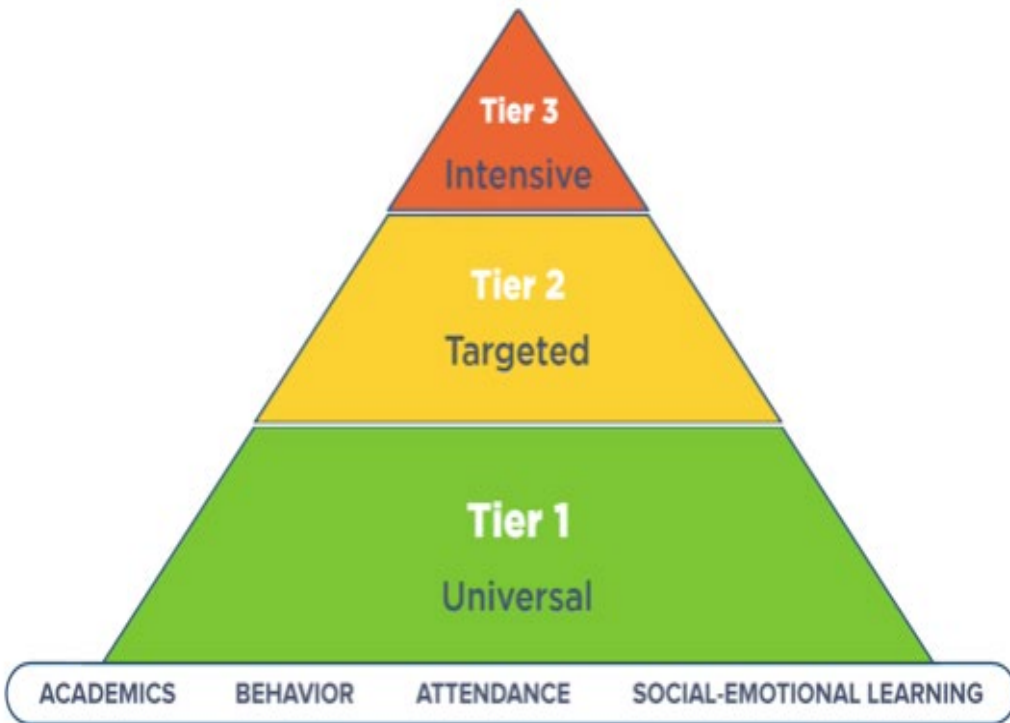 Tier 3
Intensive
Tier 2
Targeted
Tier 1
Universal
ACADEMICS BEHAVIOR ATTENDANCE SOCIAL-EMOTIONAL LEARNING